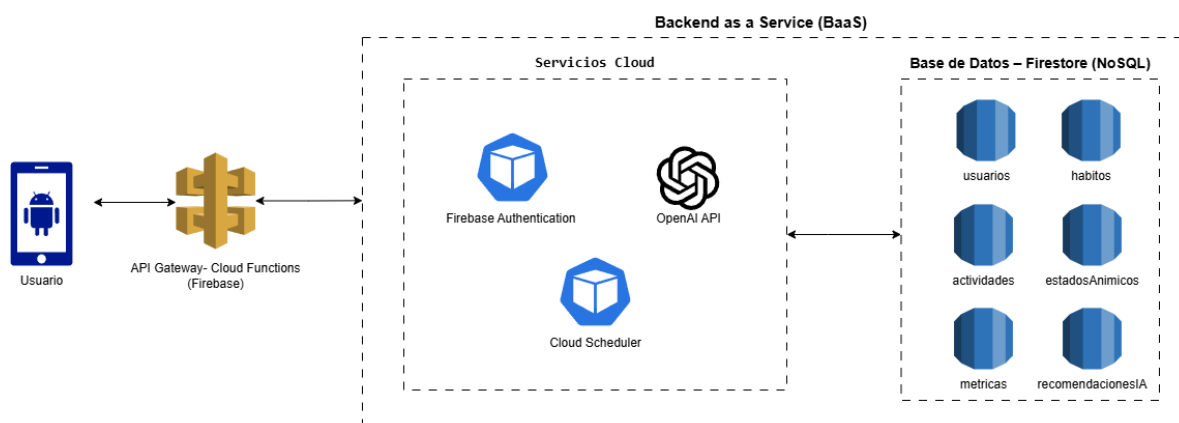 Backend as a Service (BaaS)
Servicios Cloud
Base de Datos – Firestore (NoSQL)
usuarios
habitos
Firebase Authentication
OpenAI API
API Gateway- Cloud Functions
(Firebase)
Usuario
actividades
estadosAnimicos
Cloud Scheduler
metricas
recomendacionesIA